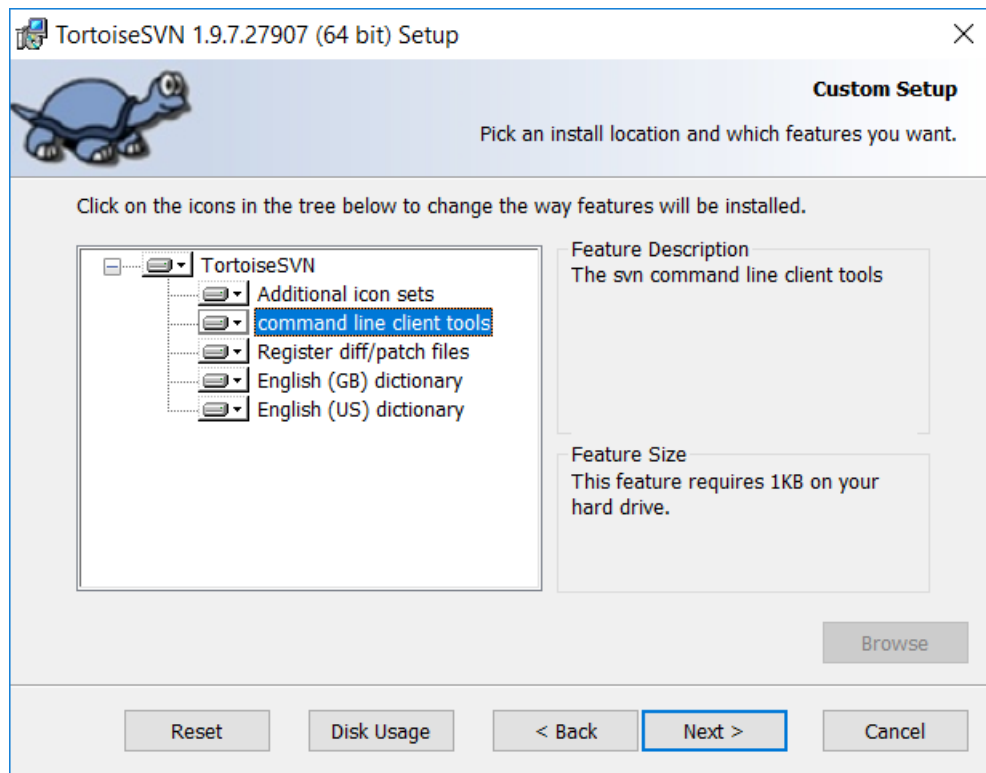 TortoiseSVN 1.9.7.27907 (64 bit) Setup
Custom Setup
Pick an install location and which features you want.
Click on the icons in the tree below to change the way features will be installed.
TortoiseSVN
Additional icon sets
command line client tools
Register diff/patch files
English (GB) dictionary
English (US) dictionary
Feature Description
The svn command line client tools
Feature Size
This feature requires 1KB on your
hard drive.
Browse
Reset
Disk Usage
< Back
Next >
Cancel